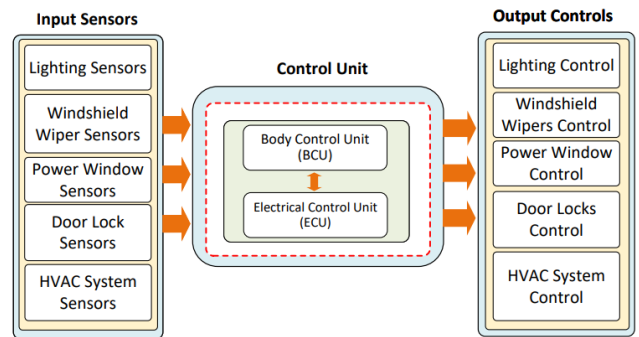 Input Sensors
Lighting Sensors
Windshield
Wiper Sensors
Power Window
Sensors
Door Lock
Sensors
HVAC System
Sensors
Control Unit
Body Control Unit
(BCU)
Electrical Control Unit
(ECU)
Output Controls
Lighting Control
Windshield
Wipers Control
Power Window
Control
Door Locks
Control
HVAC System
Control